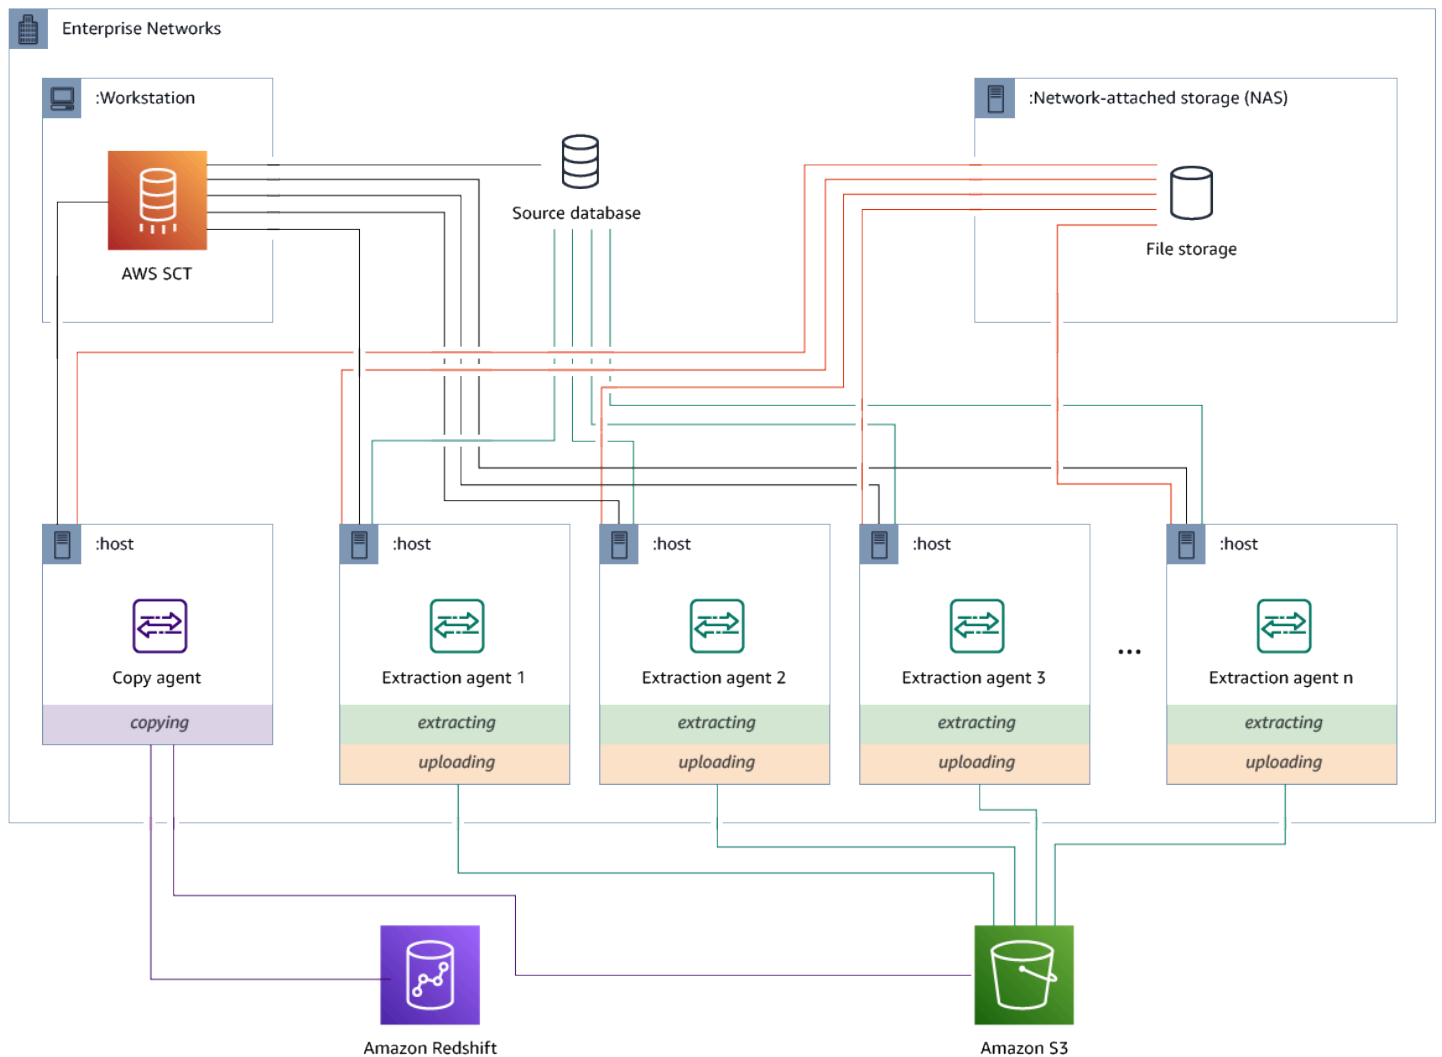 Enterprise Networks
:Workstation
:Network-attached storage (NAS)
Source database
File storage
AWS SCT
:host
:host
:host
:host
:host
Copy agent
Extraction agent 1
Extraction agent 2
Extraction agent 3
...
Extraction agent n
copying
extracting
extracting
extracting
extracting
uploading
uploading
uploading
uploading
Amazon Redshift
Amazon S3